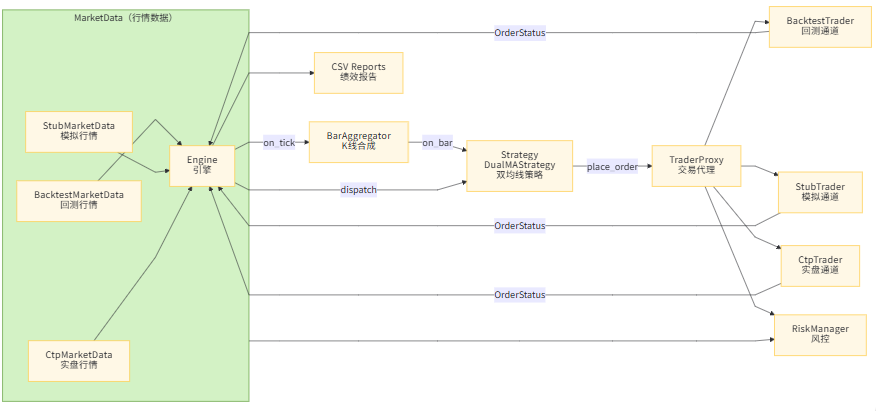 MarketData（行情数据）
StubMarketData
模拟行情
BacktestMarketData
回测行情
CtpMarketData
实盘行情
Engine
引擎
OrderStatus
CSV Reports
绩效报告
on_tick
BarAggregator
K线合成
on_bar
dispatch
Strategy
DualMAStrategy
双均线策略
place_order
TraderProxy
交易代理
OrderStatus
OrderStatus
BacktestTrader
回测通道
StubTrader
模拟通道
CtpTrader
实盘通道
RiskManager
风控